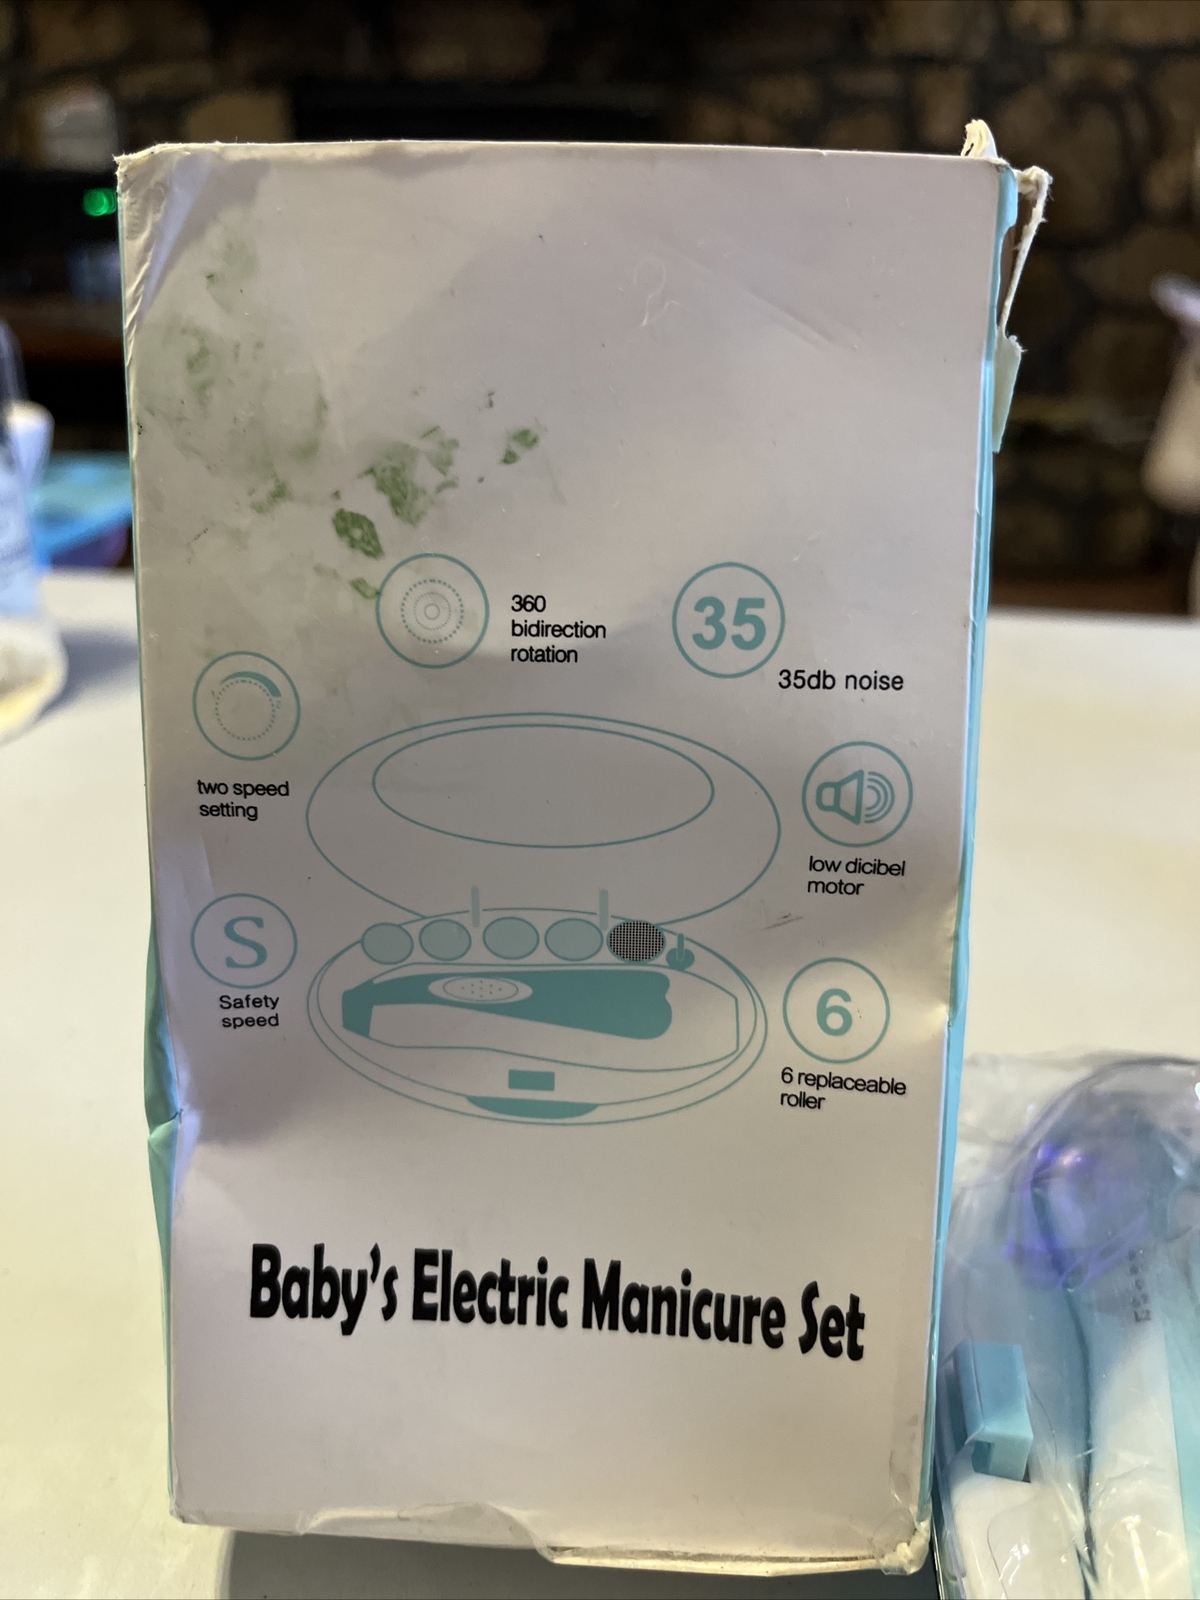 360
bidirection
rotation
35
35db noise
two speed
setting
low dicibel
motor
S
Safety
speed
6
6 replaceable
roller
Baby's Electric Manicure Set